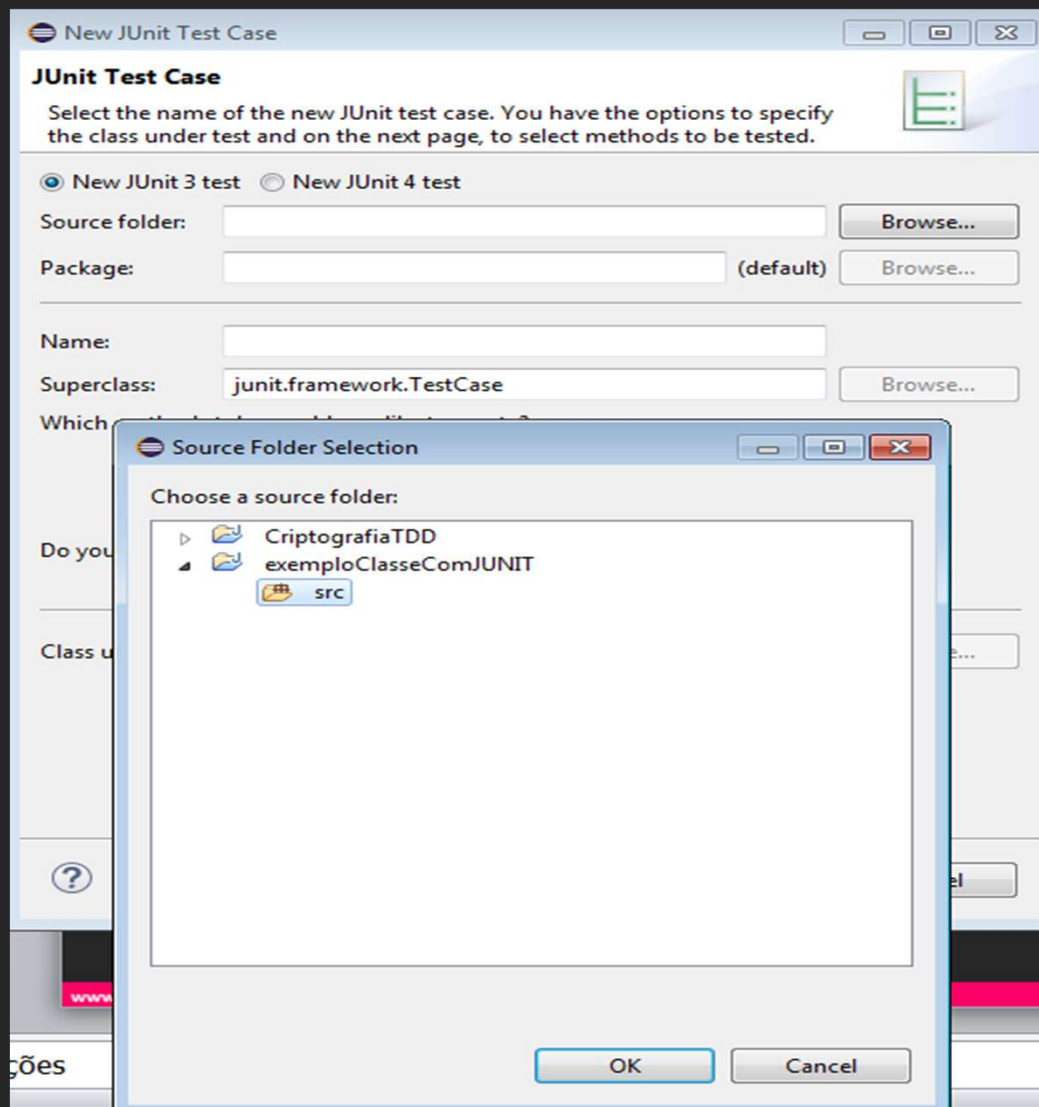 New JUnit Test Case
JUnit Test Case
Select the name of the new JUnit test case. You have the options to specify
the class under test and on the next page, to select methods to be tested.
New JUnit 3 test New JUnit 4 test
Source folder: Browse...
Package: (default) Browse...
Name:
Superclass: junit.framework.TestCase Browse...
Which
Source Folder Selection
Choose a source folder:
CriptografiaTDD
Do you
exemploClasseComJUNIT
src
Class u
e...
?
el
www
ções
OK Cancel